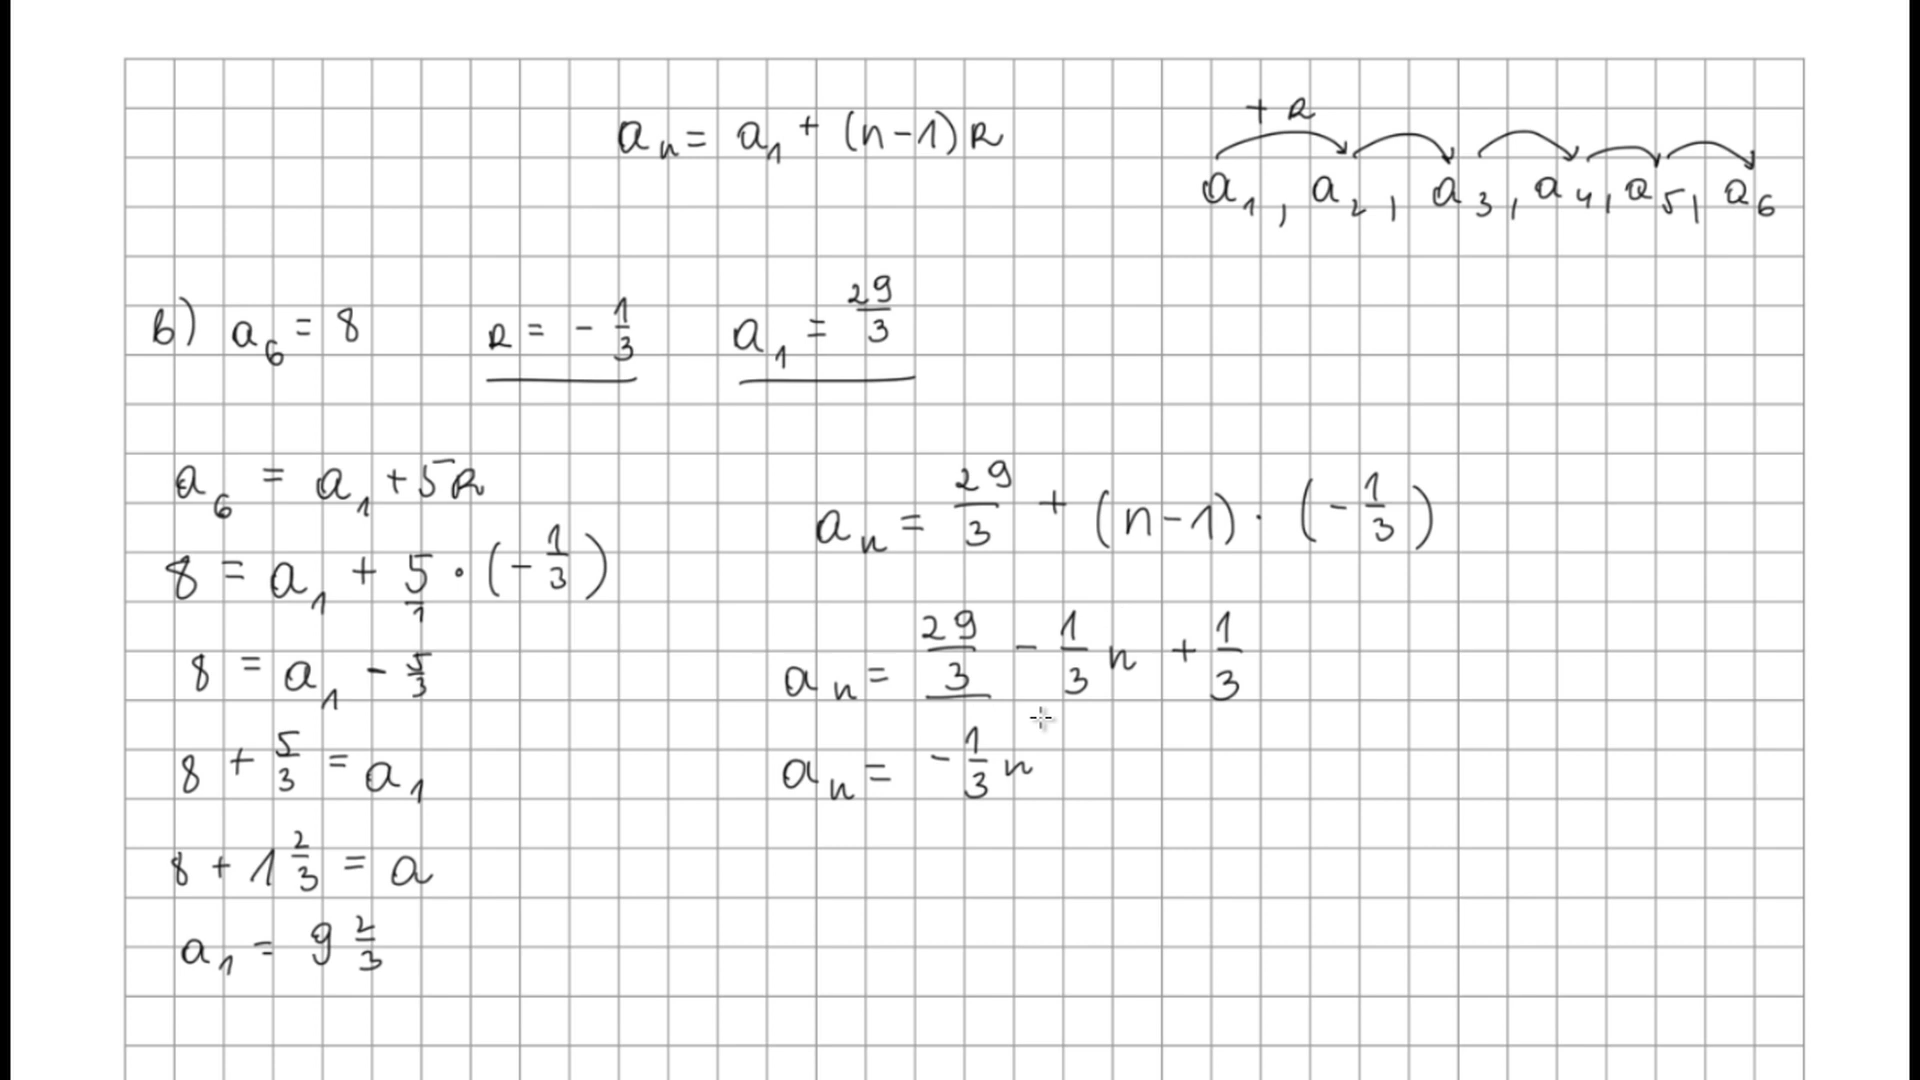 aₙ = a₁ + (n-1)r
+ r
a₁, a₂, a₃, a₄, a₅, a₆
b) a₆ = 8 r = - 1/3 a₁ = 29/3
a₆ = a₁ + 5r
8 = a₁ + 5/1 · (- 1/3)
8 = a₁ - 5/3
8 + 5/3 = a₁
8 + 1 2/3 = a
a₁ = 9 2/3
aₙ = 29/3 + (n-1) · (- 1/3)
aₙ = 29/3 - 1/3 n + 1/3
aₙ = - 1/3 n